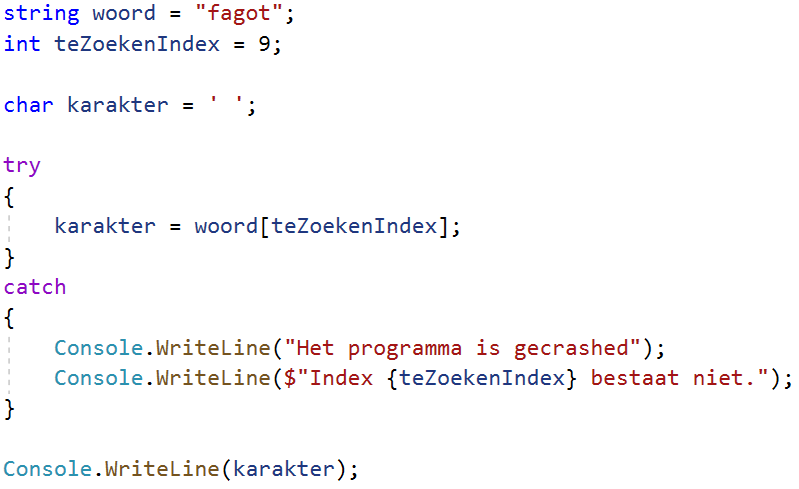 string woord = "fagot";
int teZoekenIndex = 9;
char karakter = ' ';
try
{
karakter = woord[teZoekenIndex];
}
catch
{
Console.WriteLine("Het programma is gecrashed");
Console.WriteLine($"Index {teZoekenIndex} bestaat niet.");
}
Console.WriteLine(karakter);